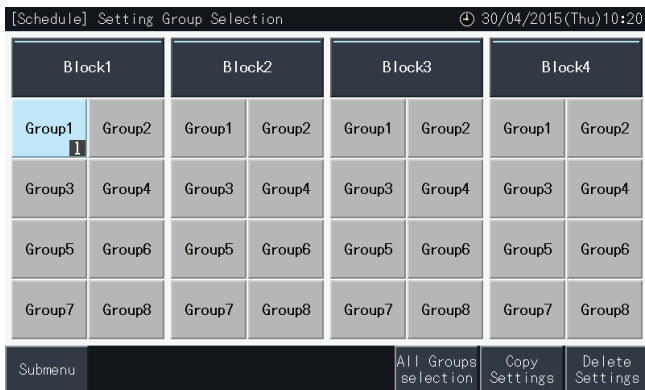 [Schedule] Setting Group Selection 30/04/2015(Thu)10:20
Block1 Block2 Block3 Block4
Group1 Group2 Group1 Group2 Group1 Group2 Group1 Group2
1
Group3 Group4 Group3 Group4 Group3 Group4 Group3 Group4
Group5 Group6 Group5 Group6 Group5 Group6 Group5 Group6
Group7 Group8 Group7 Group8 Group7 Group8 Group7 Group8
Submenu
All Groups
selection
Copy
Settings
Delete
Settings